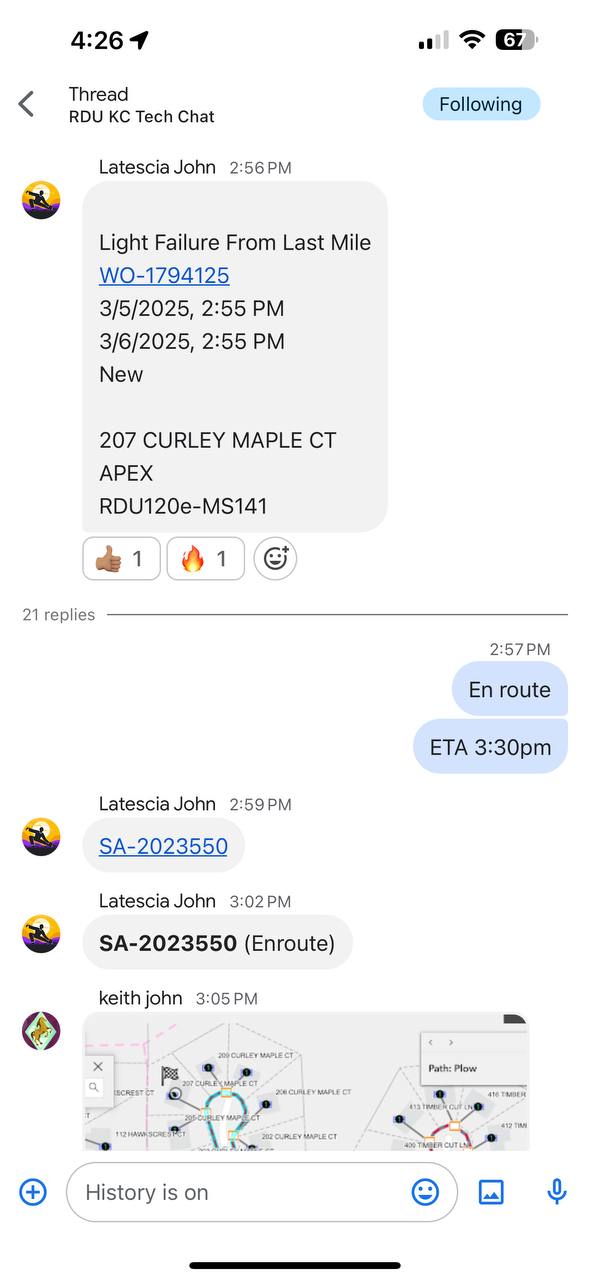 4:26
67
Thread
RDU KC Tech Chat
Following
Latescia John 2:56 PM
Light Failure From Last Mile
WO-1794125
3/5/2025, 2:55 PM
3/6/2025, 2:55 PM
New
207 CURLEY MAPLE CT
APEX
RDU120e-MS141
1
1
21 replies
2:57 PM
En route
ETA 3:30pm
Latescia John 2:59 PM
SA-2023550
Latescia John 3:02 PM
SA-2023550 (Enroute)
keith john 3:05 PM
209 CURLEY MAPLE CT
Path: Plow
207 CURLEY MAPLE CT
208 CURLEY MAPLE CT
416 TIMBER
413 TIMBER CUT LN
205 CURLEY MAPLE CT
412 TIM
112 HAWKSCREST CT
202 CURLEY MAPLE CT
409 TIMBER CUT LN
History is on